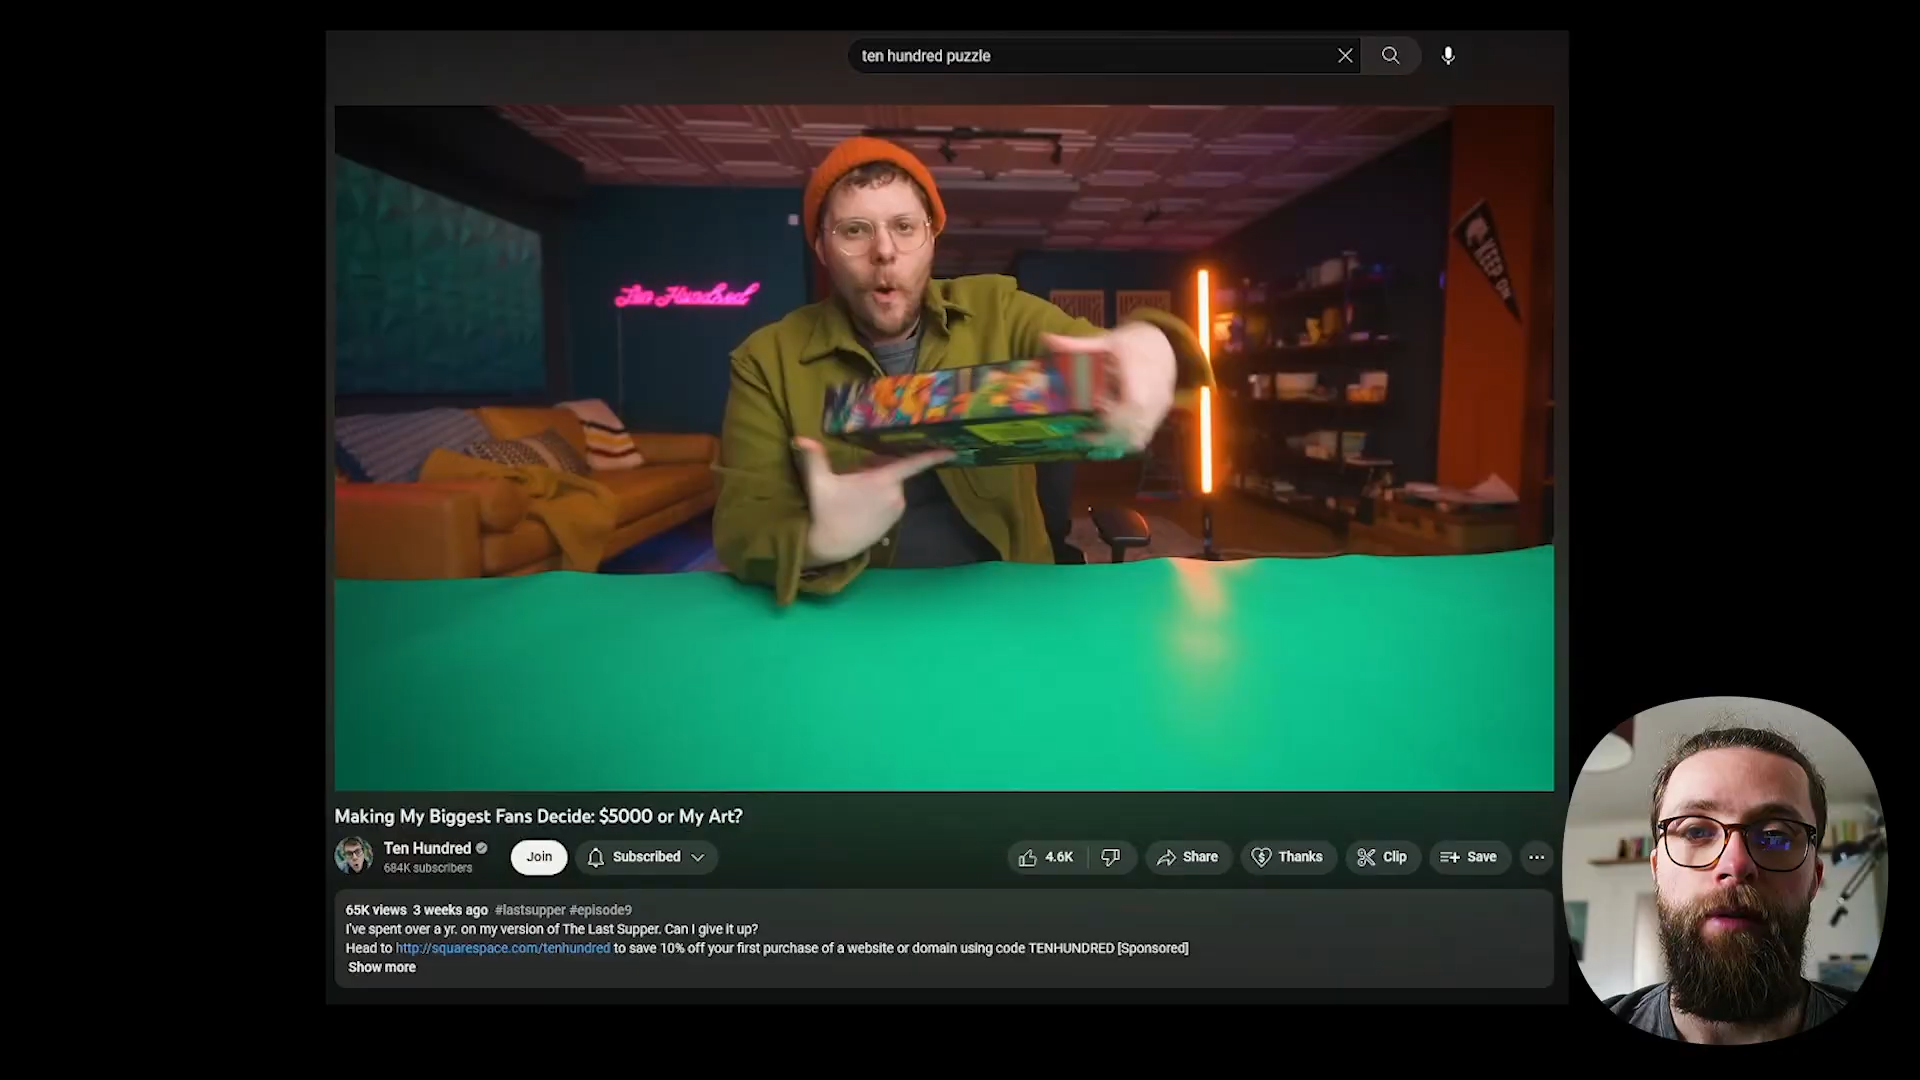 ten hundred puzzle
Ten Hundred
KEEP ON
Making My Biggest Fans Decide: $5000 or My Art?
Ten Hundred
684K subscribers
Join
Subscribed
4.6K
Share
Thanks
Clip
Save
65K views 3 weeks ago #lastsupper #episode9
I've spent over a yr. on my version of The Last Supper. Can I give it up?
Head to http://squarespace.com/tenhundred to save 10% off your first purchase of a website or domain using code TENHUNDRED [Sponsored]
Show more